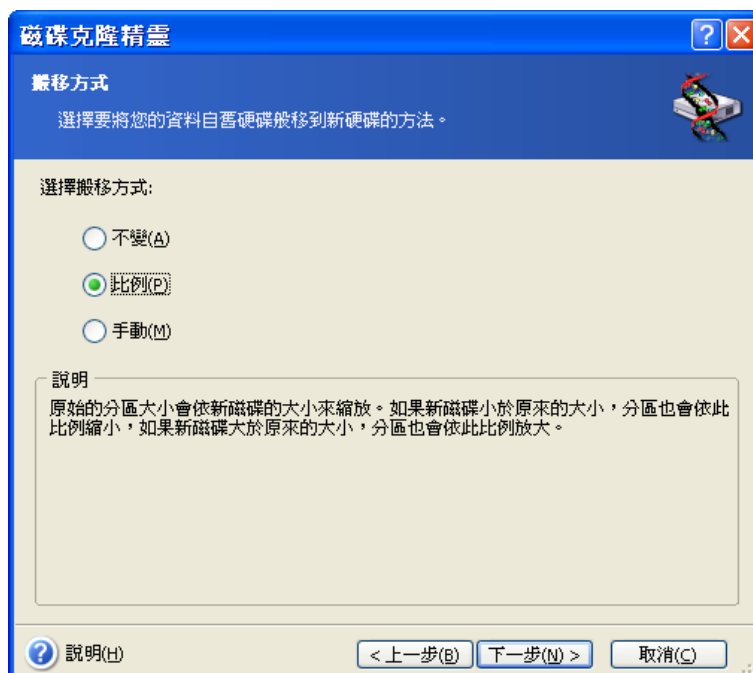 磁碟克隆精靈
搬移方式
選擇要將您的資料自舊硬碟般移到新硬碟的方法。
選擇搬移方式:
不變(A)
比例(P)
手動(M)
說明
原始的分區大小會依新磁碟的大小來縮放。如果新磁碟小於原來的大小，分區也會依此
比例縮小，如果新磁碟大於原來的大小，分區也會依此比例放大。
說明(H)
< 上一步(B)
下一步(N) >
取消(C)